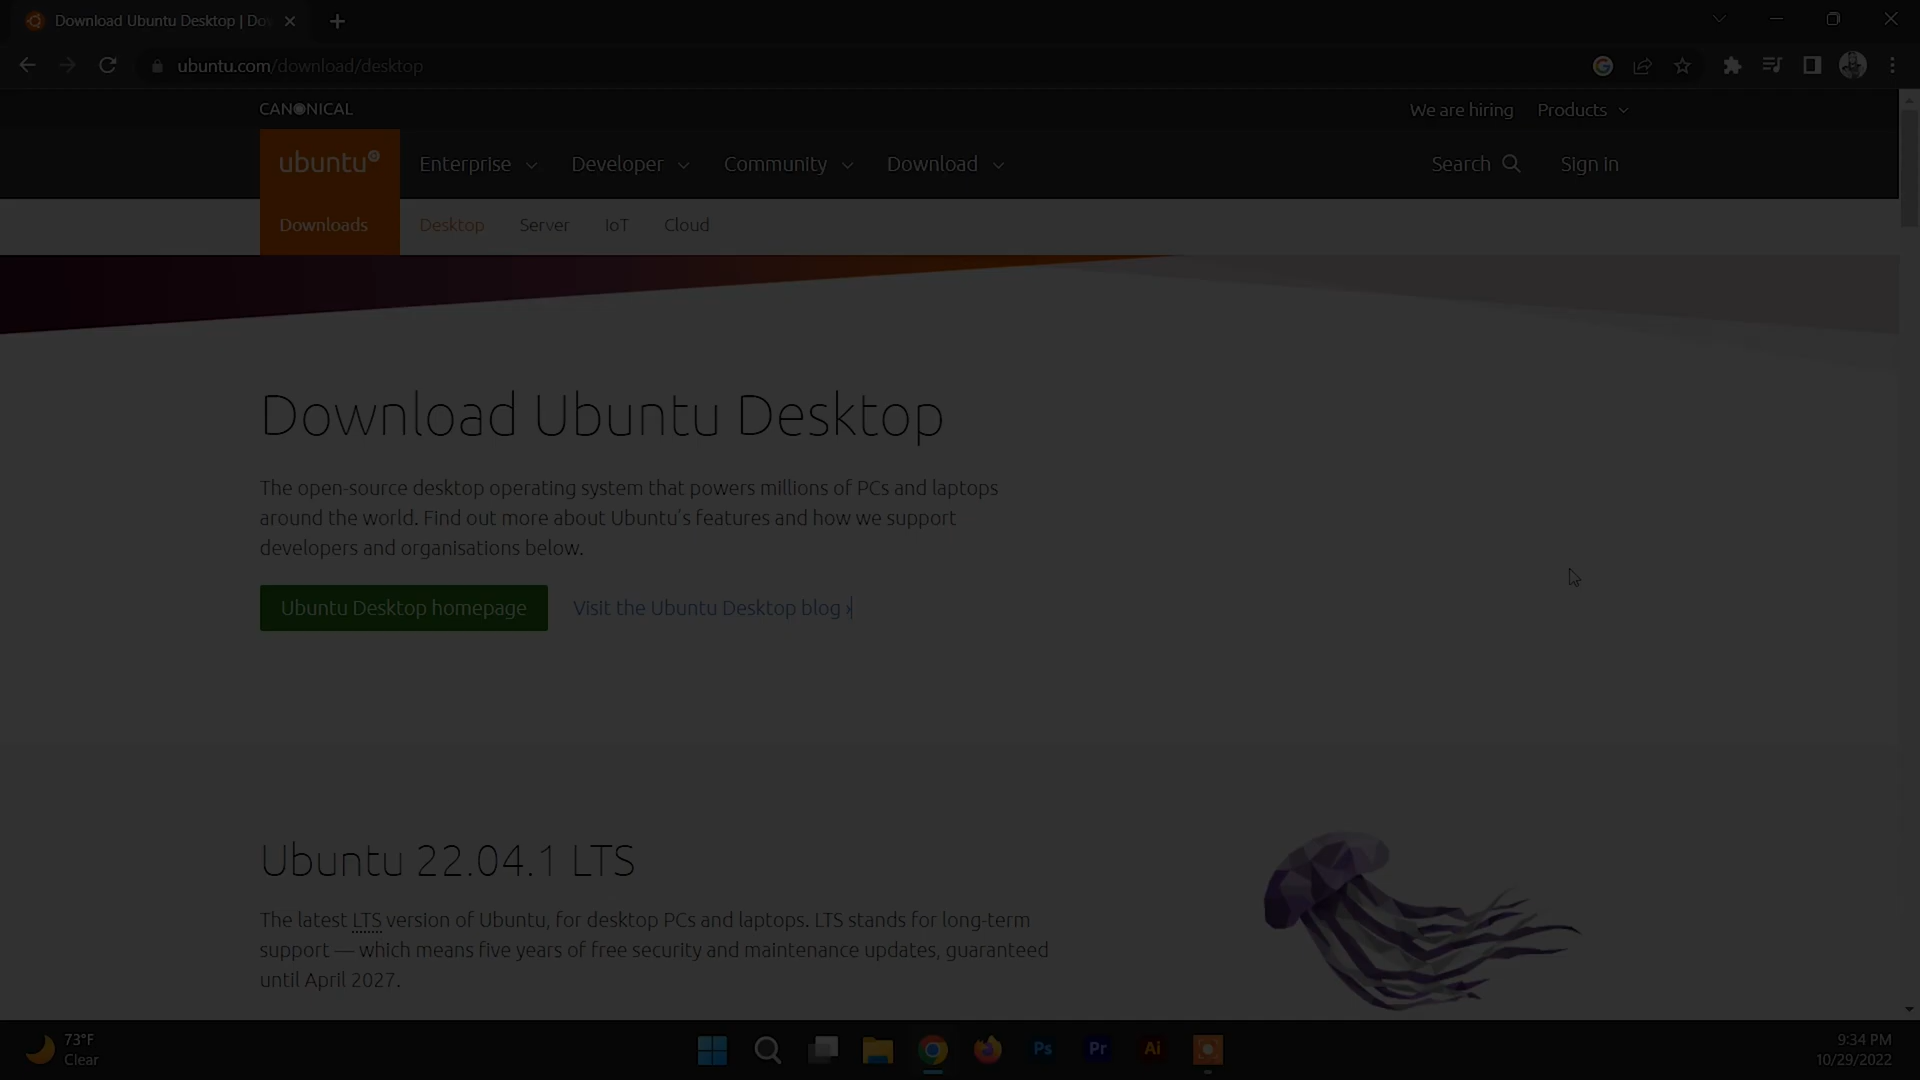 Download Ubuntu Desktop | Do
ubuntu.com/download/desktop
CANONICAL
We are hiring
Products
ubuntu
Enterprise
Developer
Community
Download
Search
Sign in
Downloads
Desktop
Server
IoT
Cloud
Download Ubuntu Desktop
The open-source desktop operating system that powers millions of PCs and laptops
around the world. Find out more about Ubuntu's features and how we support
developers and organisations below.
Ubuntu Desktop homepage
Visit the Ubuntu Desktop blog ›
Ubuntu 22.04.1 LTS
The latest LTS version of Ubuntu, for desktop PCs and laptops. LTS stands for long-term
support — which means five years of free security and maintenance updates, guaranteed
until April 2027.
73°F
Clear
Ps
Pr
Ai
9:34 PM
10/29/2022